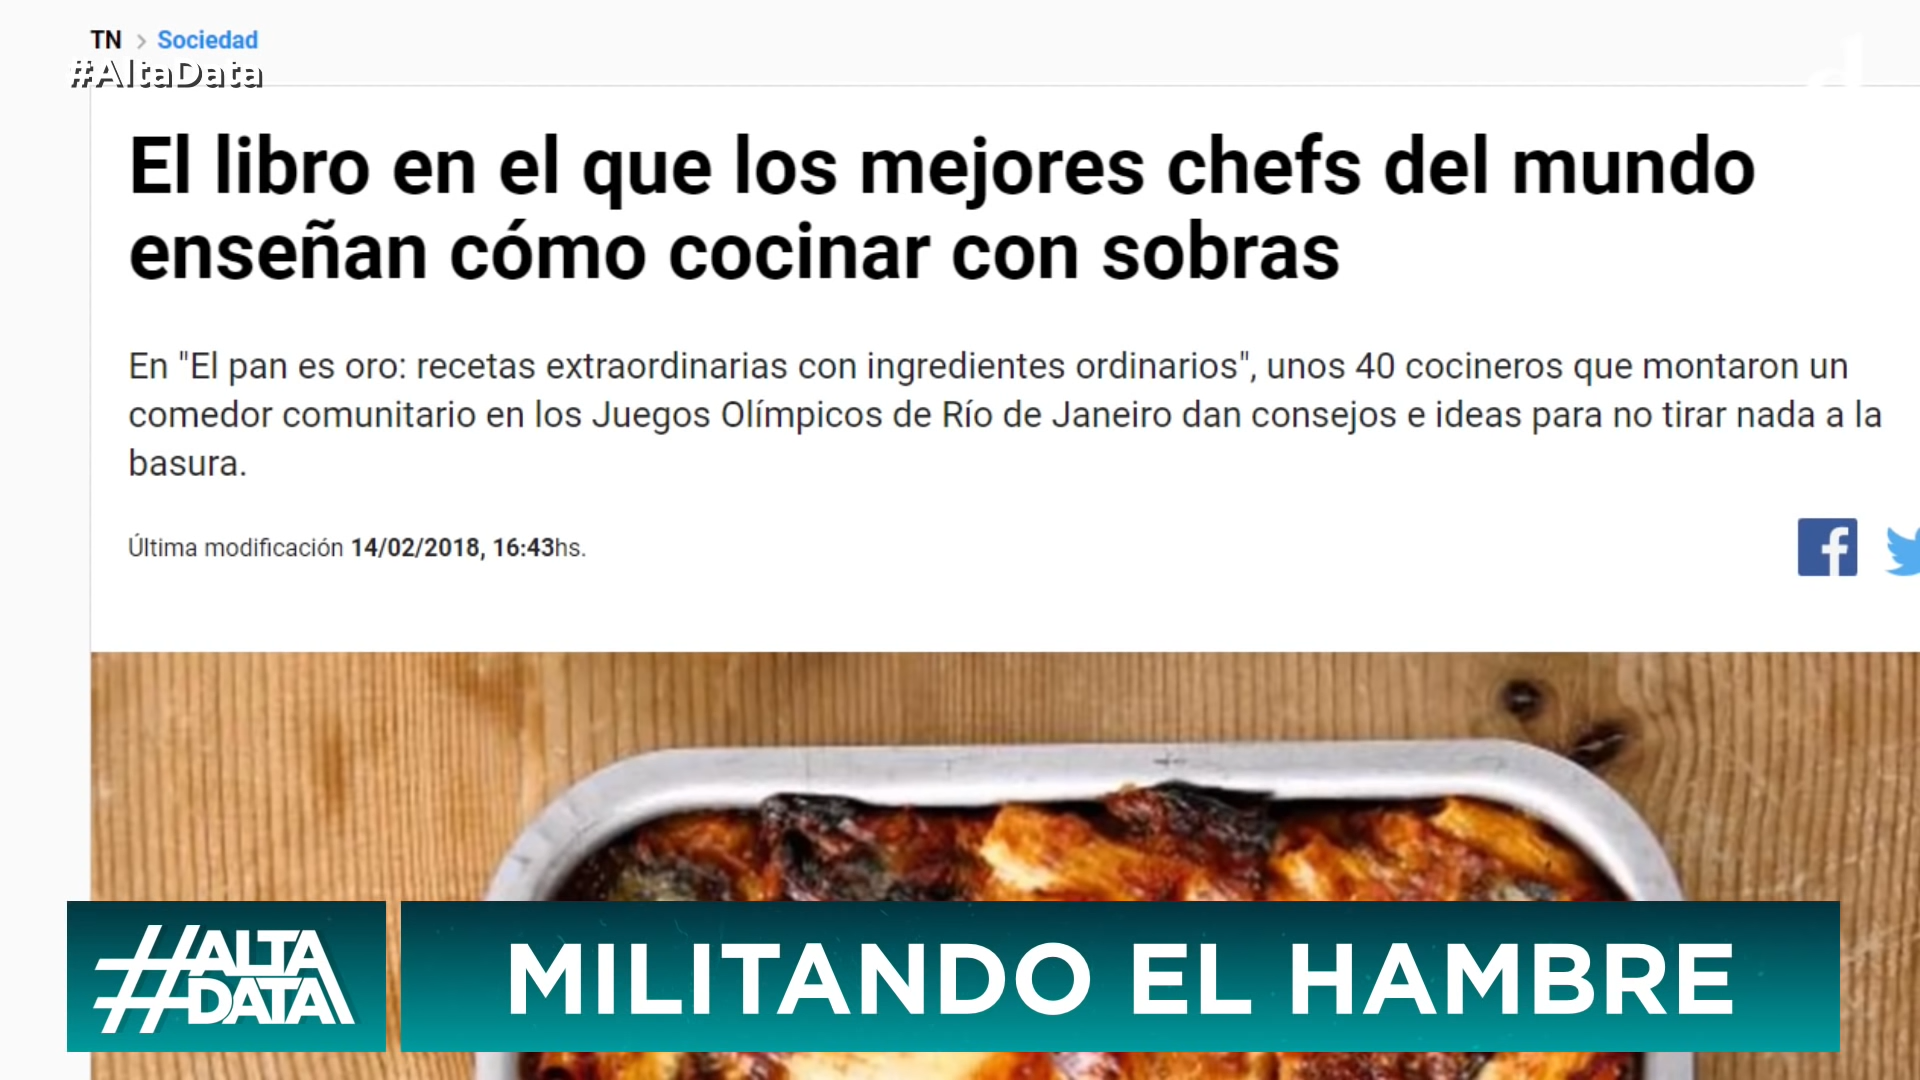 TN > Sociedad
#AltaData
d
El libro en el que los mejores chefs del mundo
enseñan cómo cocinar con sobras
En "El pan es oro: recetas extraordinarias con ingredientes ordinarios", unos 40 cocineros que montaron un
comedor comunitario en los Juegos Olímpicos de Río de Janeiro dan consejos e ideas para no tirar nada a la
basura.
Última modificación 14/02/2018, 16:43hs.
f
#ALTA
DATA
MILITANDO EL HAMBRE